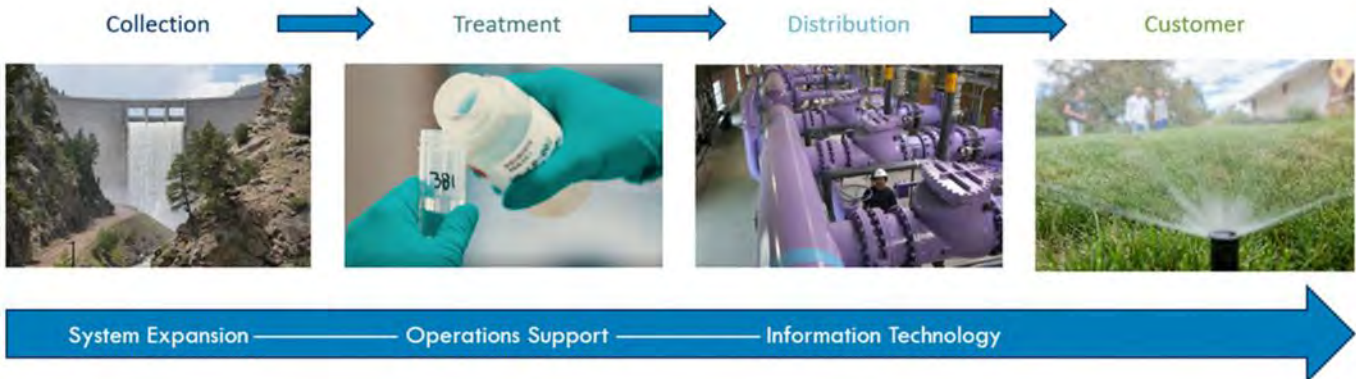 Collection
Treatment
Distribution
Customer
381
System Expansion
Operations Support
Information Technology